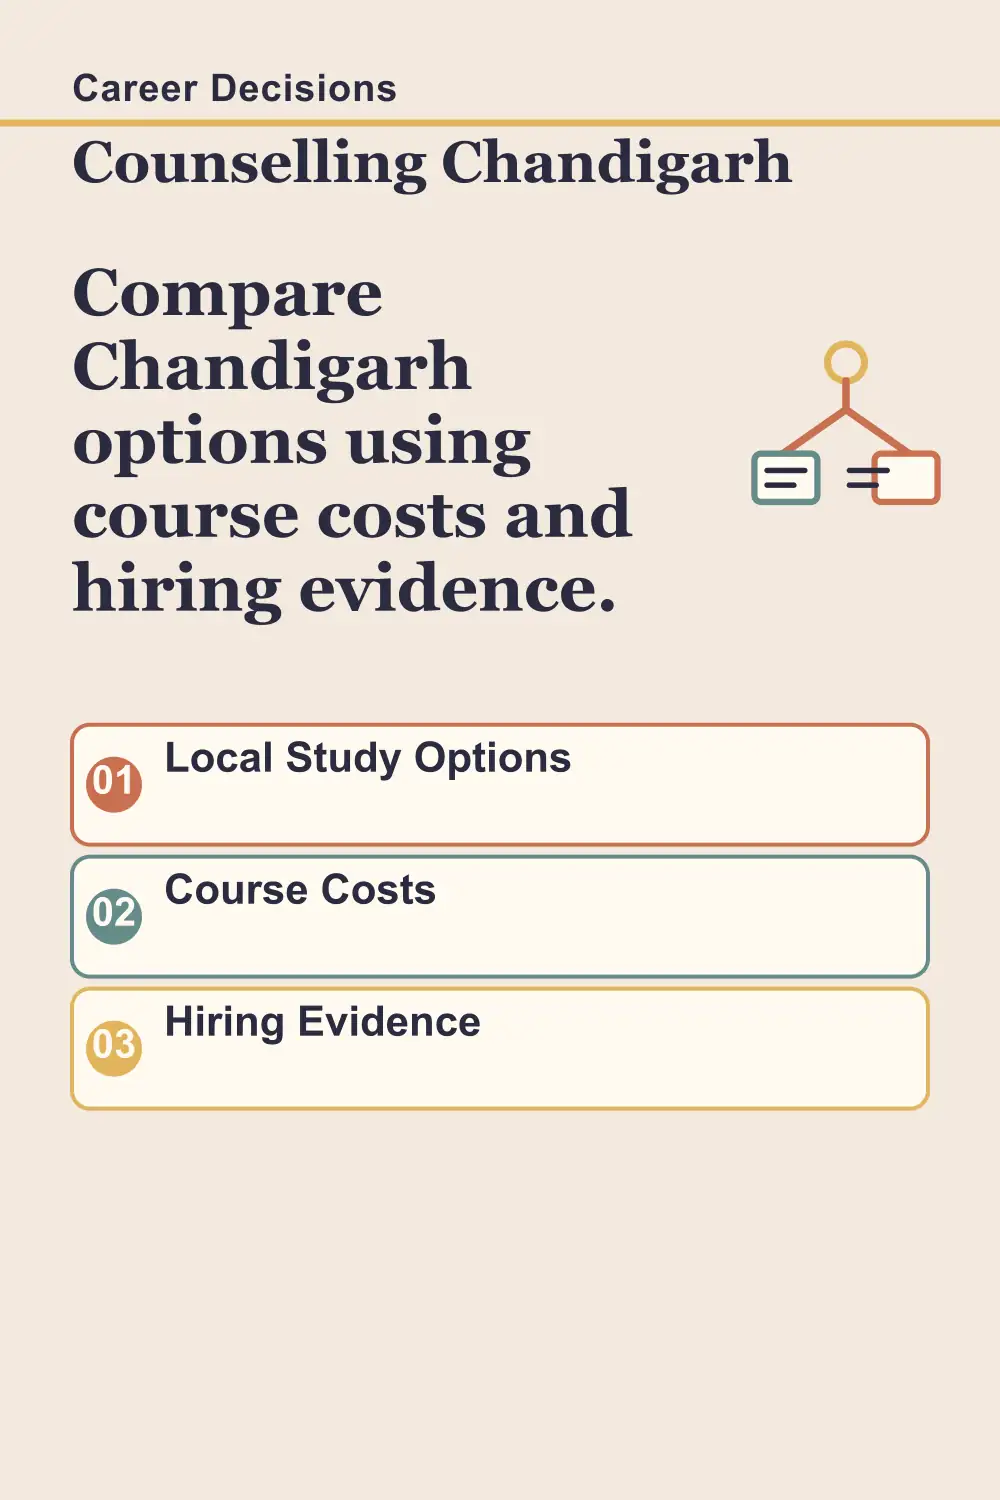 Career Decisions
Counselling Chandigarh
Compare
Chandigarh
options using
course costs and
hiring evidence.
01 Local Study Options
02 Course Costs
03 Hiring Evidence